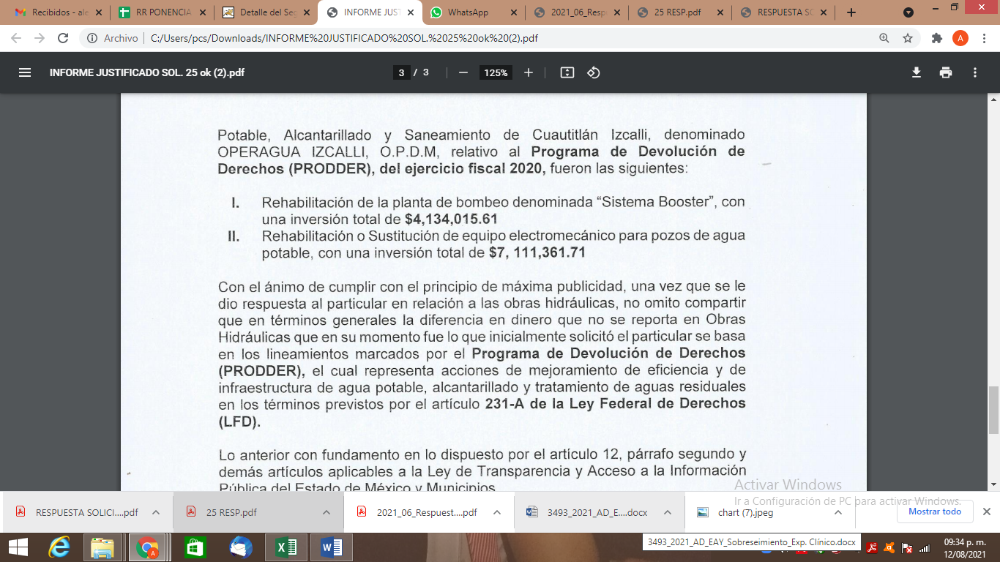 Recibidos - ale
RR PONENCIA
Detalle del Seg
INFORME JUST
WhatsApp
2021_06_Resp
25 RESP.pdf
RESPUESTA SO
Archivo | C:/Users/pcs/Downloads/INFORME%20JUSTIFICADO%20SOL.%2025%20ok%20(2).pdf
A
INFORME JUSTIFICADO SOL. 25 ok (2).pdf
3 / 3
125%
Potable, Alcantarillado y Saneamiento de Cuautitlán Izcalli, denominado
OPERAGUA IZCALLI, O.P.D.M, relativo al Programa de Devolución de
Derechos (PRODDER), del ejercicio fiscal 2020, fueron las siguientes:
I. Rehabilitación de la planta de bombeo denominada “Sistema Booster”, con
una inversión total de $4,134,015.61
II. Rehabilitación o Sustitución de equipo electromecánico para pozos de agua
potable, con una inversión total de $7, 111,361.71
Con el ánimo de cumplir con el principio de máxima publicidad, una vez que se le
dio respuesta al particular en relación a las obras hidráulicas, no omito compartir
que en términos generales la diferencia en dinero que no se reporta en Obras
Hidráulicas que en su momento fue lo que inicialmente solicitó el particular se basa
en los lineamientos marcados por el Programa de Devolución de Derechos
(PRODDER), el cual representa acciones de mejoramiento de eficiencia y de
infraestructura de agua potable, alcantarillado y tratamiento de aguas residuales
en los términos previstos por el artículo 231-A de la Ley Federal de Derechos
(LFD).
Lo anterior con fundamento en lo dispuesto por el artículo 12, párrafo segundo y
demás artículos aplicables a la Ley de Transparencia y Acceso a la Información
Pública del Estado de México y Municipios
Activar Windows
Ir a Configuración de PC para activar Windows.
RESPUESTA SOLICI....pdf
25 RESP.pdf
2021_06_Respuest....pdf
3493_2021_AD_E....docx
chart (7).jpeg
Mostrar todo
3493_2021_AD_EAY_Sobreseimiento_Exp. Clínico.docx
09:34 p. m.
12/08/2021